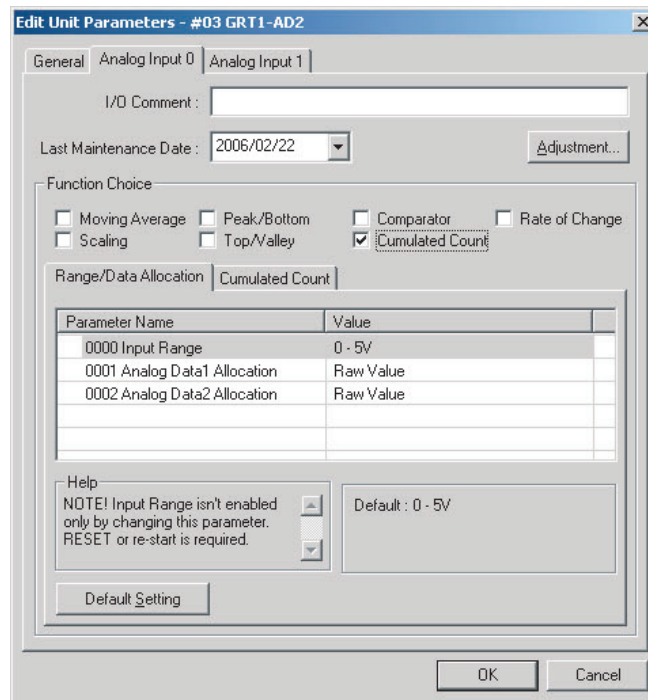 Edit Unit Parameters - #03 GRT1-AD2
General Analog Input 0 Analog Input 1
I/O Comment :
Last Maintenance Date : 2006/02/22 Adjustment...
Function Choice
Moving Average Peak/Bottom Comparator Rate of Change
Scaling Top/Valley Cumulated Count
Range/Data Allocation Cumulated Count
Parameter Name Value
0000 Input Range 0 - 5V
0001 Analog Data1 Allocation Raw Value
0002 Analog Data2 Allocation Raw Value
Help
NOTE! Input Range isn't enabled
only by changing this parameter.
RESET or re-start is required.
Default : 0 - 5V
Default Setting
OK Cancel